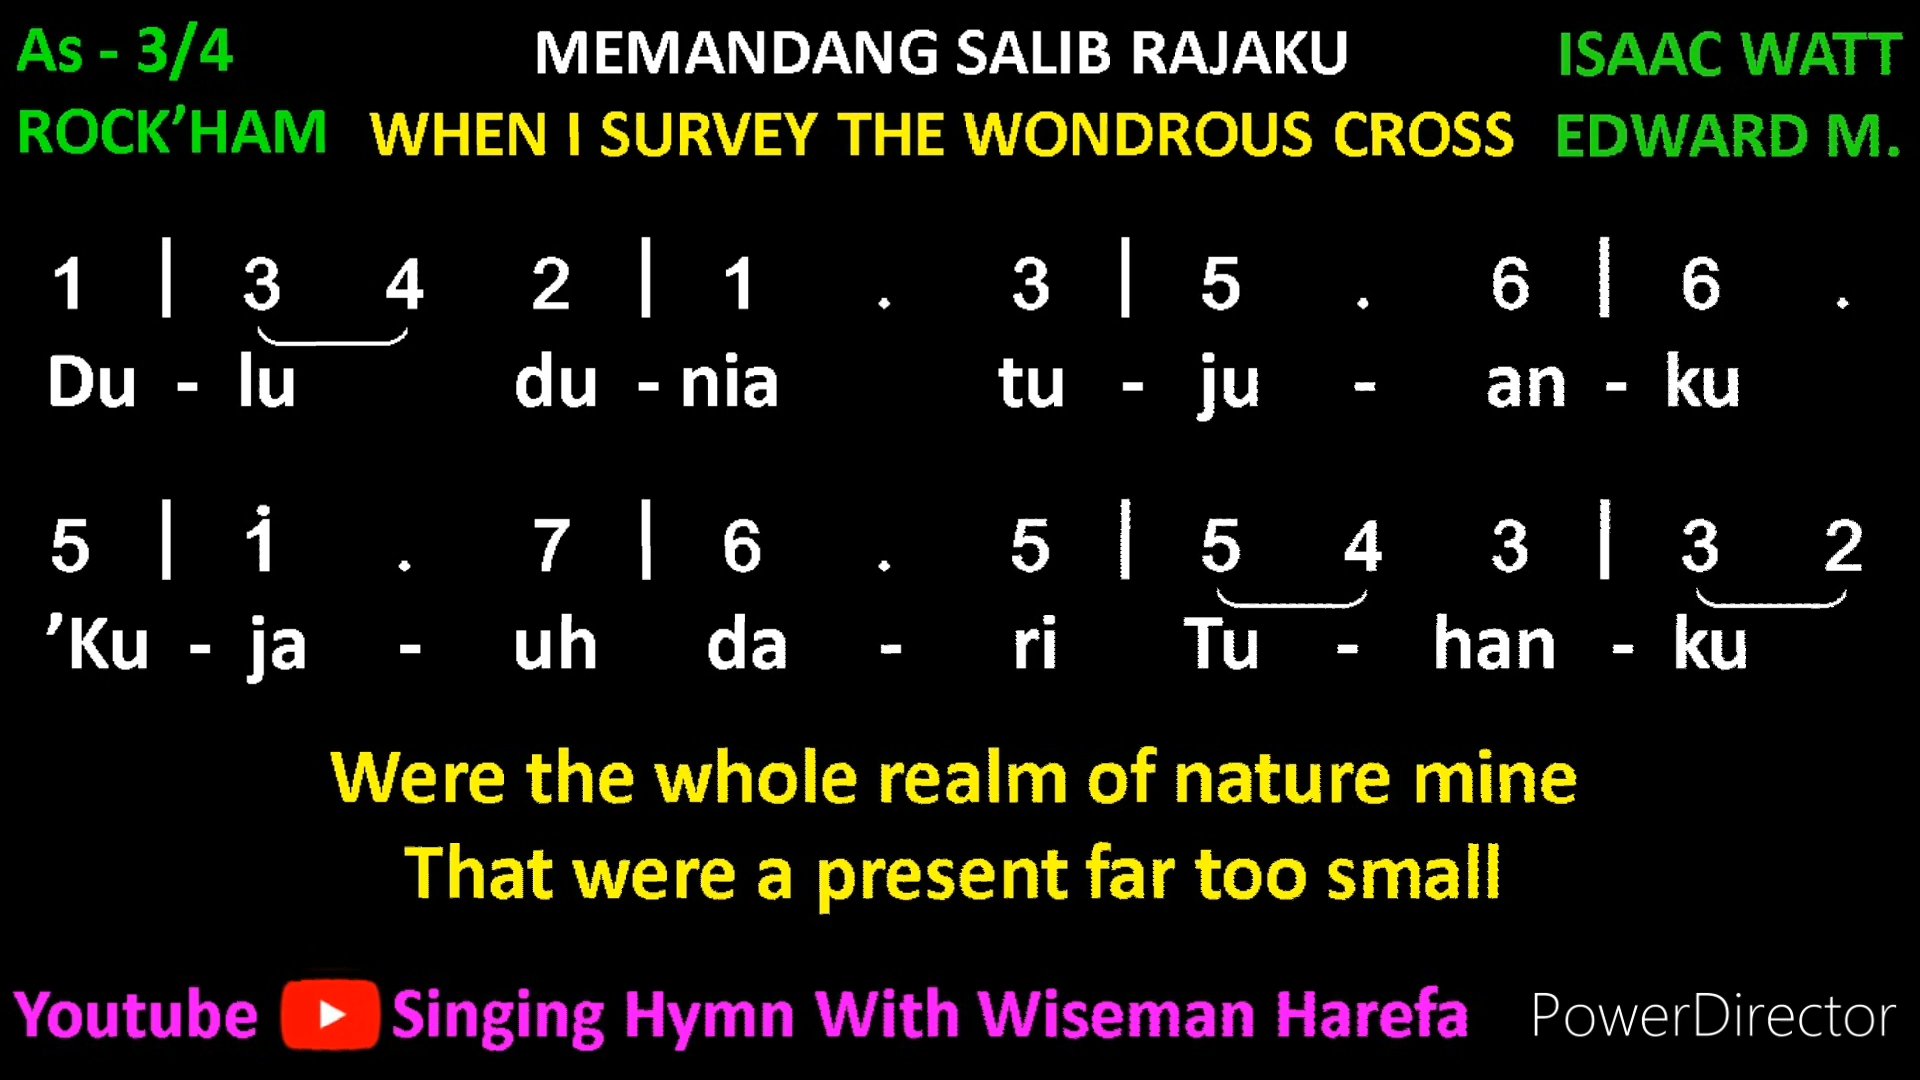 As - 3/4 MEMANDANG SALIB RAJAKU ISAAC WATT
ROCK’HAM WHEN I SURVEY THE WONDROUS CROSS EDWARD M.
1 | 3 4 2 | 1 . 3 | 5 . 6 | 6 .
Du - lu du - nia tu - ju - an - ku
5 | 1̇ . 7 | 6 . 5 | 5 4 3 | 3 2
’Ku - ja - uh da - ri Tu - han - ku
Were the whole realm of nature mine
That were a present far too small
Youtube Singing Hymn With Wiseman Harefa PowerDirector